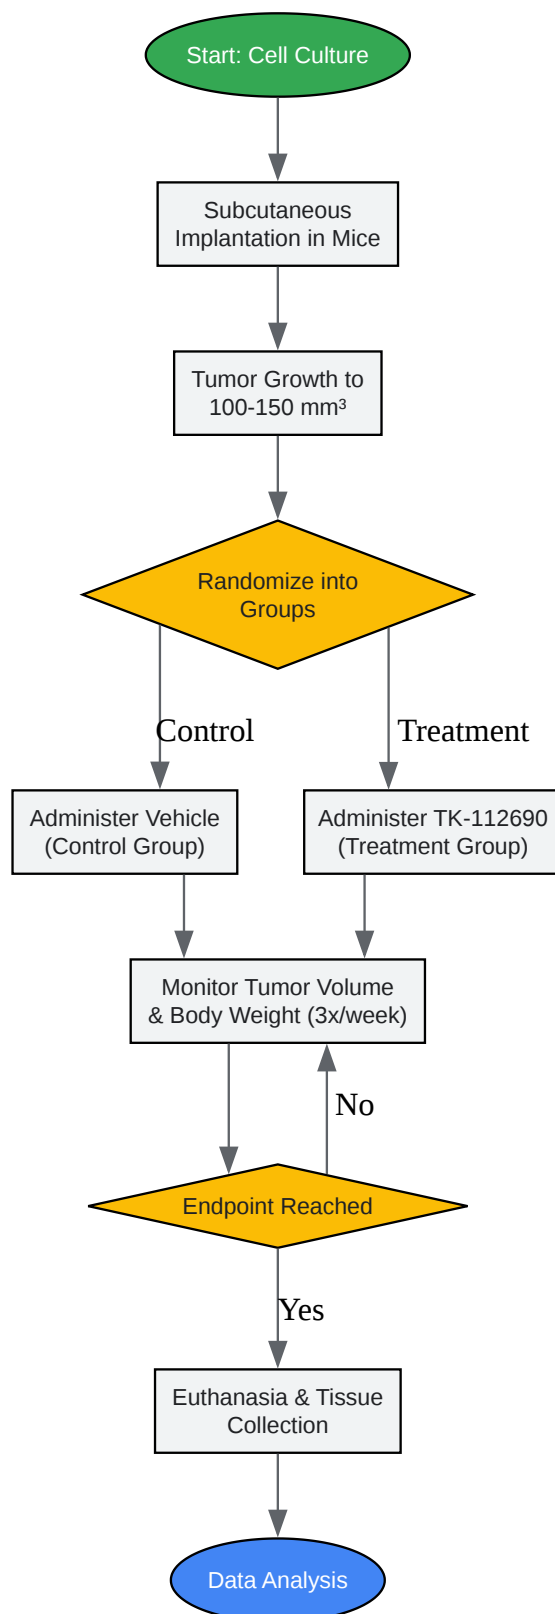 Start: Cell Culture
Subcutaneous
Implantation in Mice
Tumor Growth to
100-150 mm³
Randomize into
Groups
Control
Treatment
Administer Vehicle
(Control Group)
Administer TK-112690
(Treatment Group)
Monitor Tumor Volume
& Body Weight (3x/week)
No
Endpoint Reached
Yes
Euthanasia & Tissue
Collection
Data Analysis